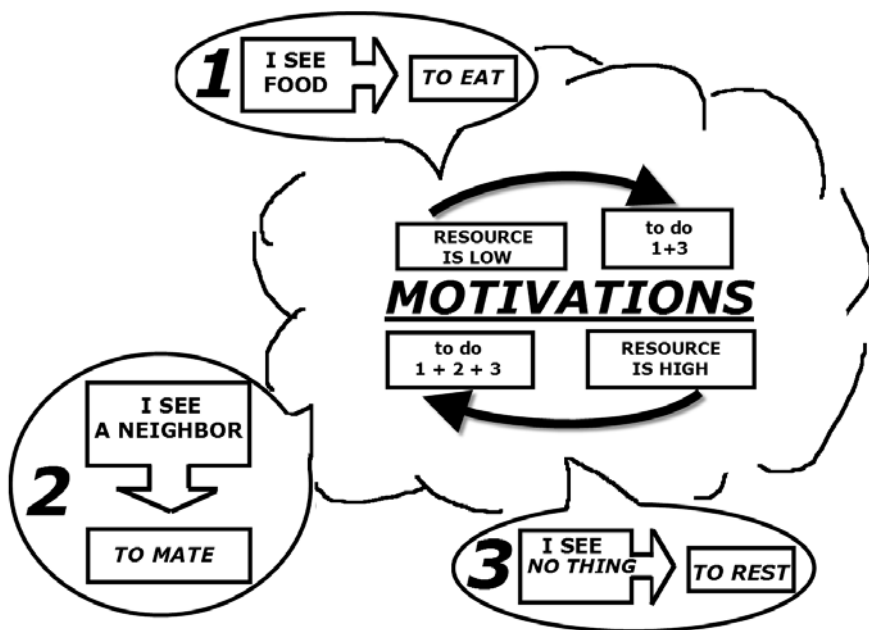 1
I SEE
FOOD
TO EAT
RESOURCE
IS LOW
to do
1+3
MOTIVATIONS
to do
1 + 2 + 3
RESOURCE
IS HIGH
2
I SEE
A NEIGHBOR
TO MATE
3
I SEE
NO THING
TO REST